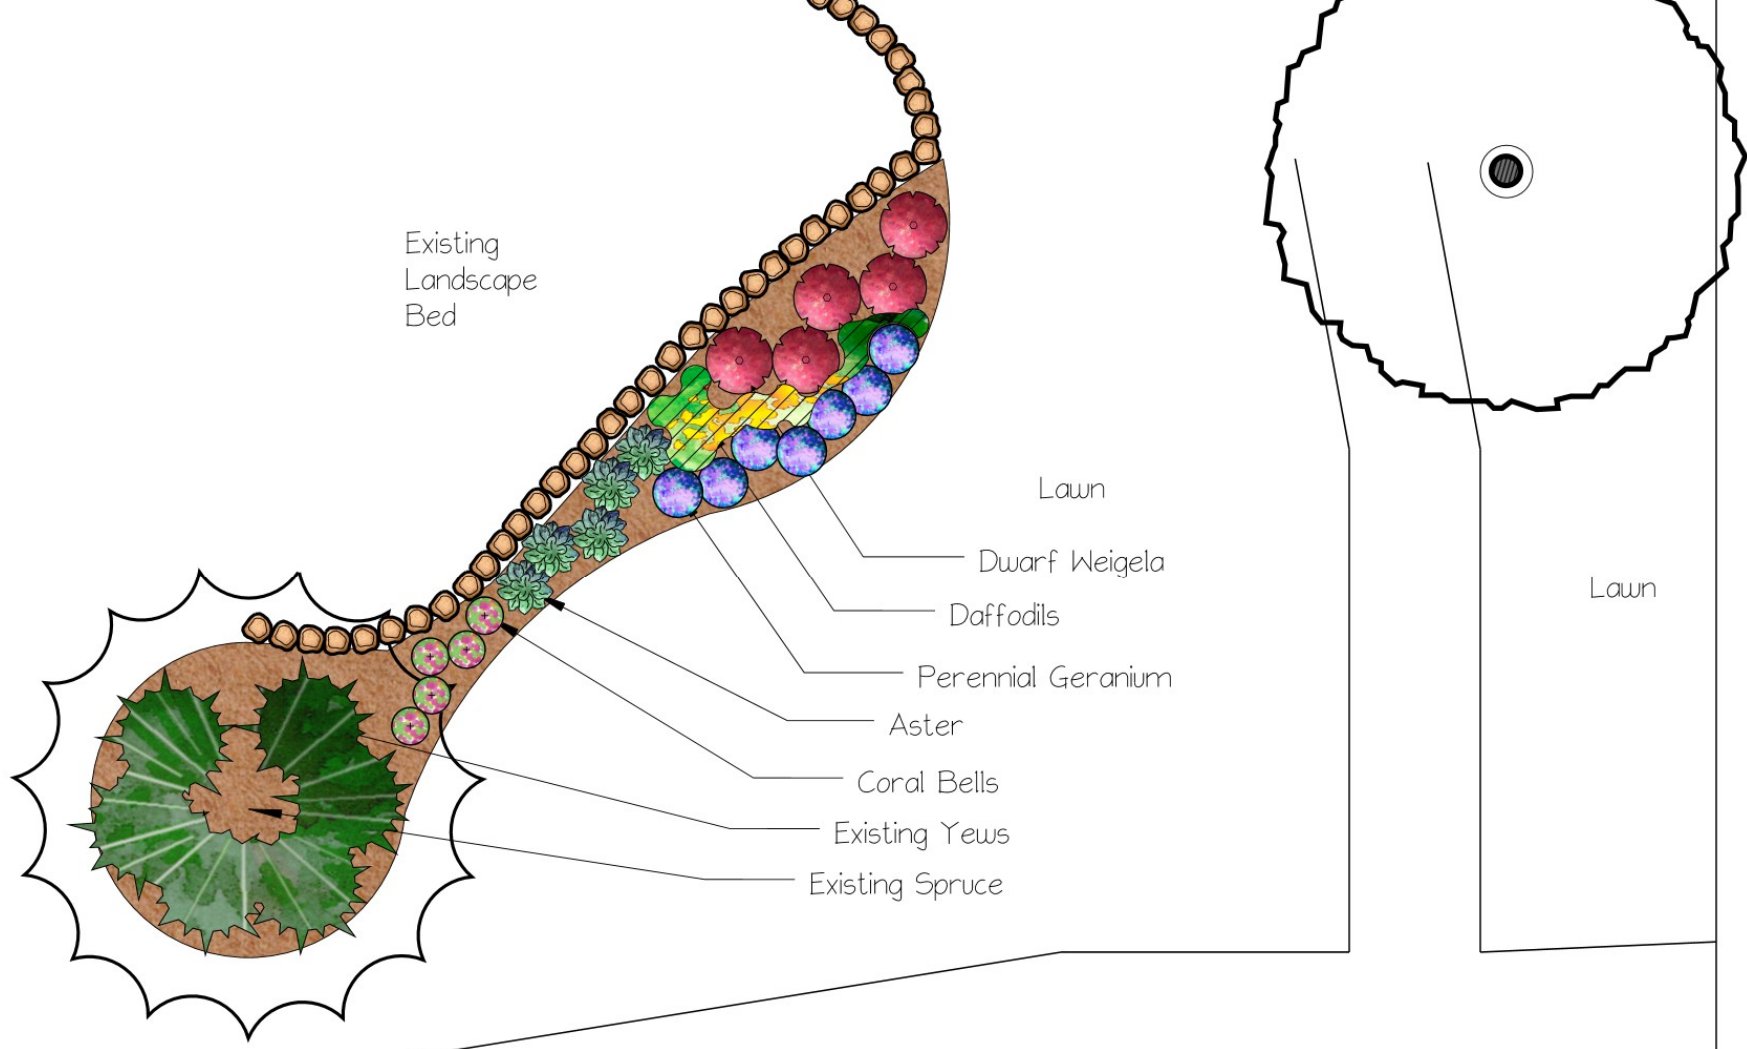 Existing
Landscape
Bed
Lawn
Dwarf Weigela
Lawn
Daffodils
Perennial Geranium
Aster
Coral Bells
Existing Yews
Existing Spruce